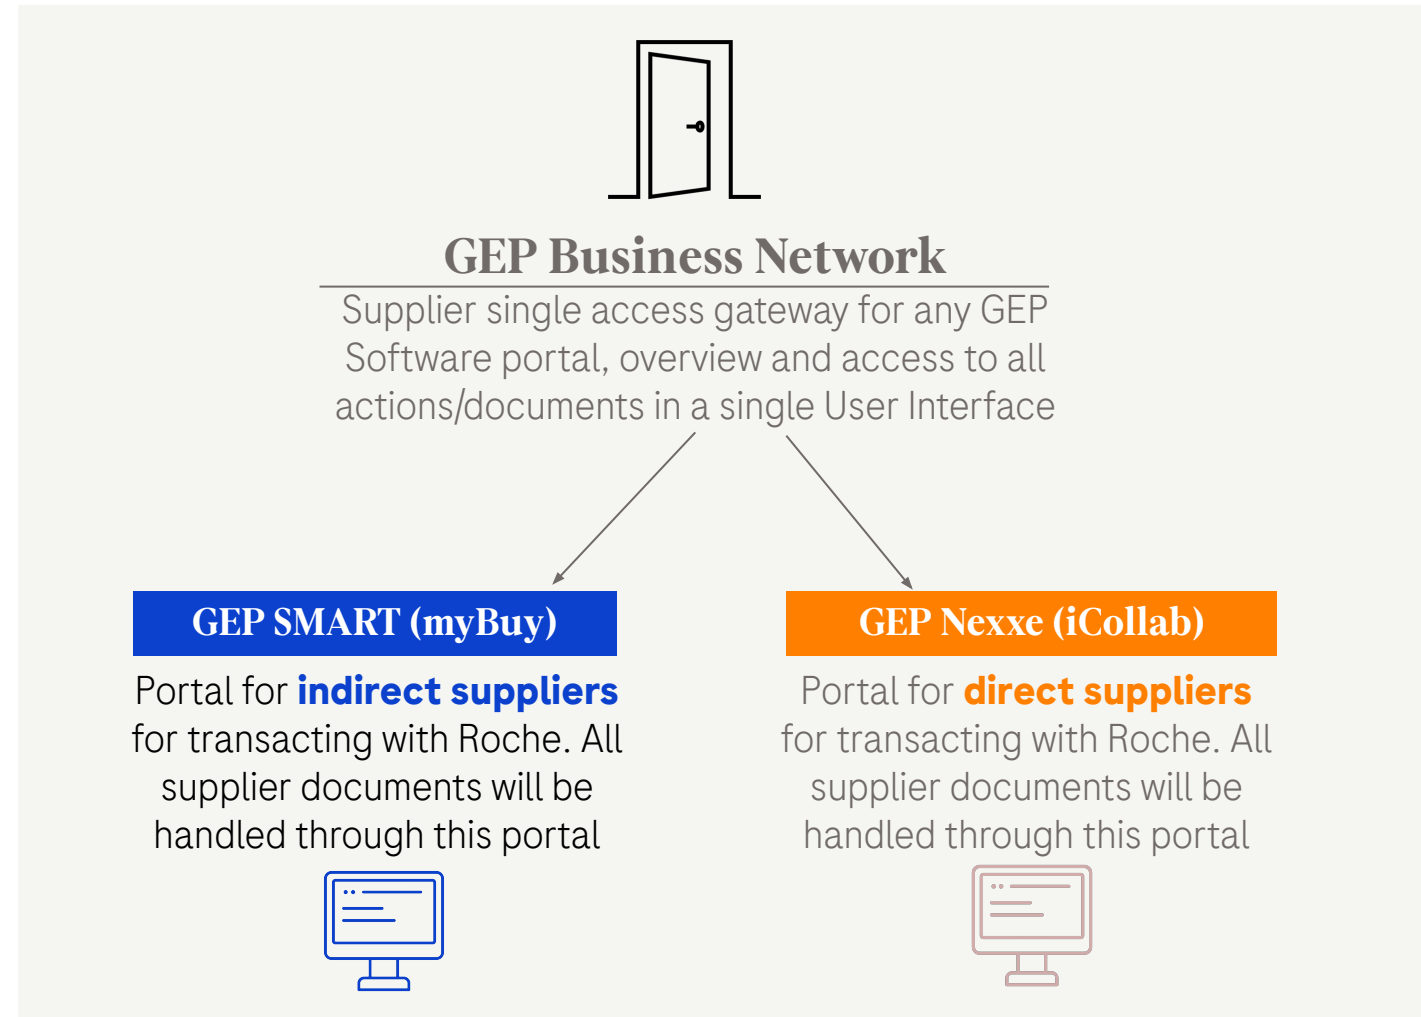 GEP Business Network
Supplier single access gateway for any GEP
Software portal, overview and access to all
actions/documents in a single User Interface
GEP SMART (myBuy)
Portal for indirect suppliers
for transacting with Roche. All
supplier documents will be
handled through this portal
GEP Nexxe (iCollab)
Portal for direct suppliers
for transacting with Roche. All
supplier documents will be
handled through this portal